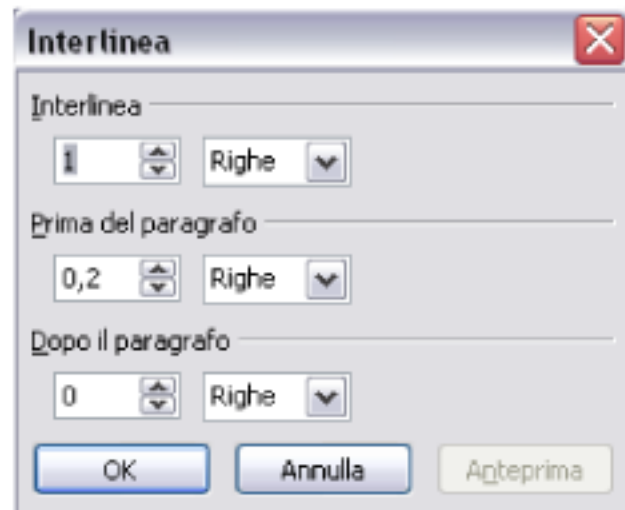 Interlinea
Interlinea
1 Righe
Prima del paragrafo
0,2 Righe
Dopo il paragrafo
0 Righe
OK Annulla Anteprima